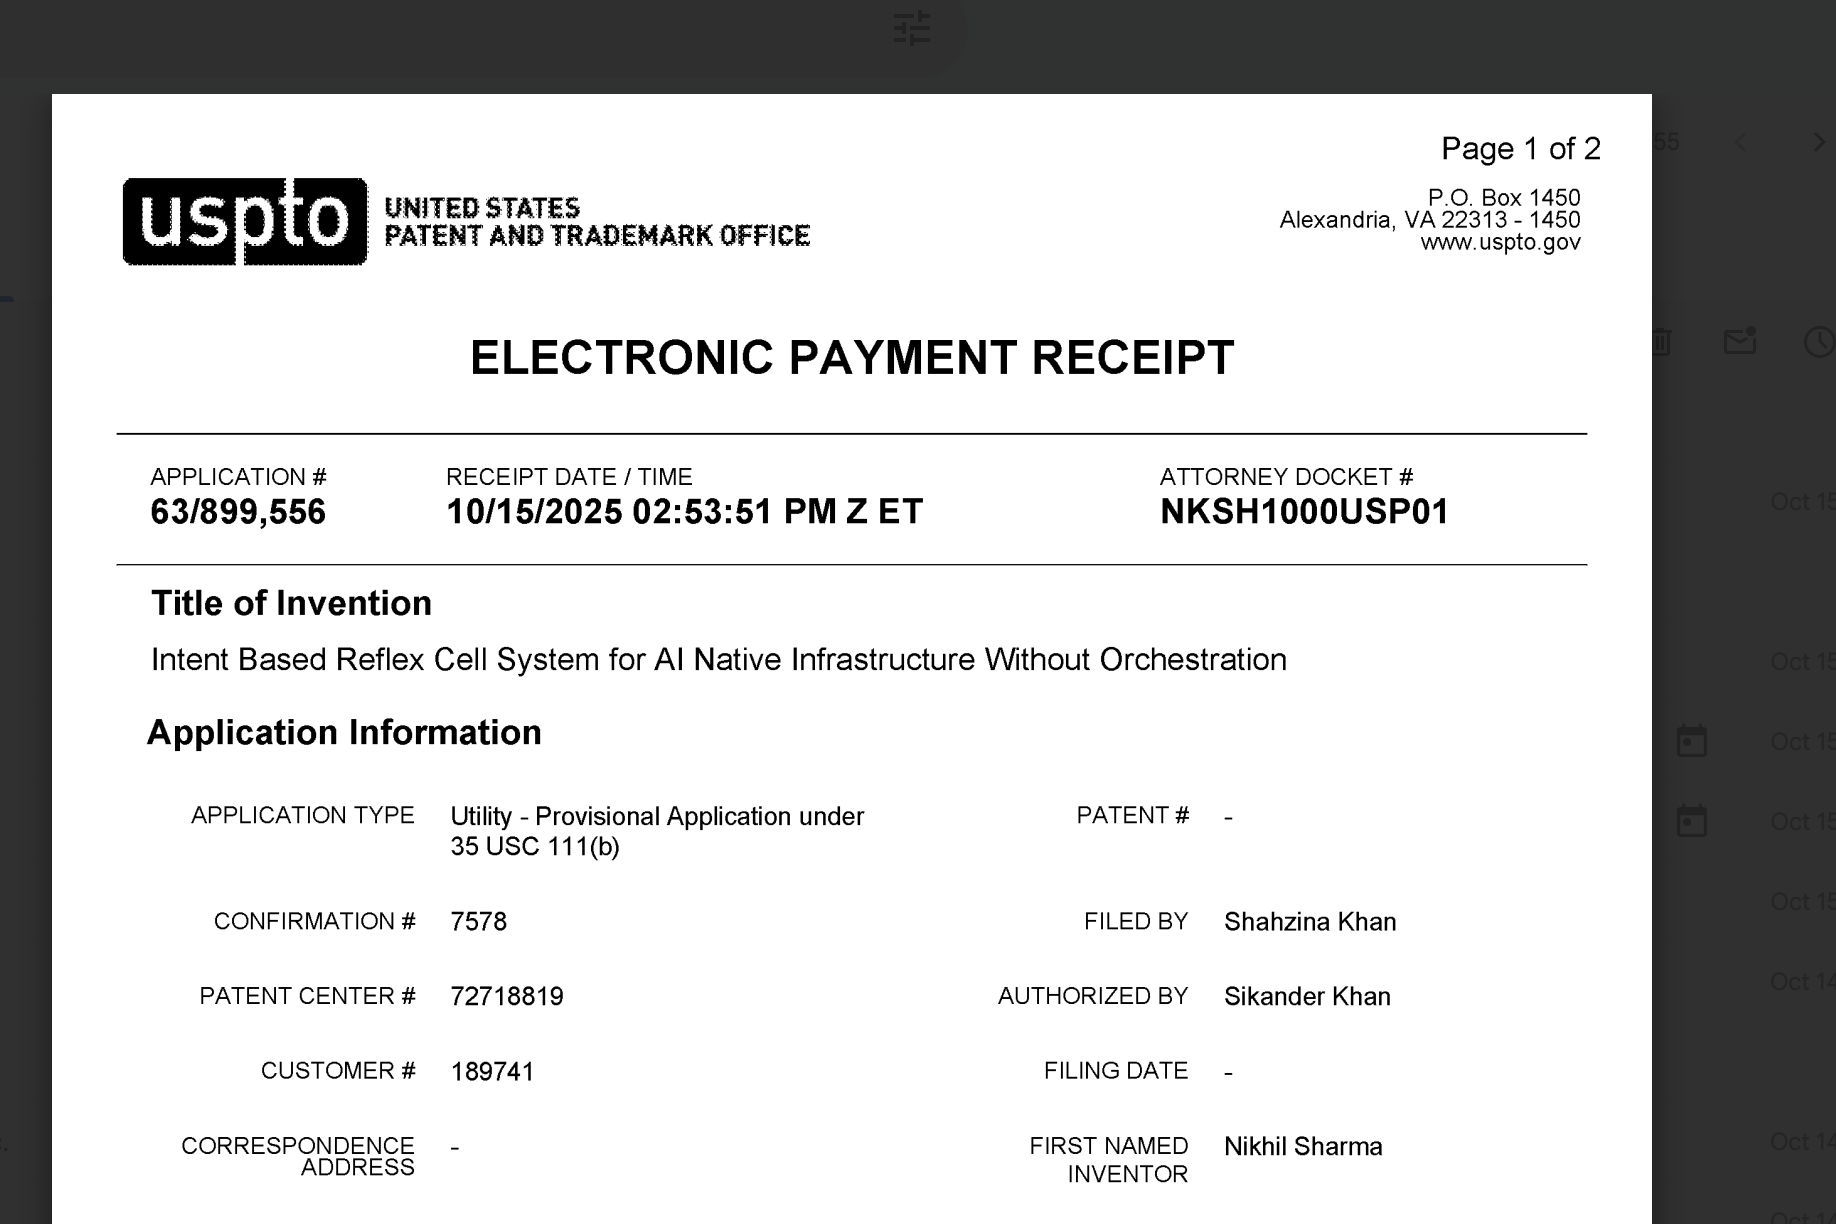 55
Page 1 of 2
uspto
UNITED STATES
PATENT AND TRADEMARK OFFICE
P.O. Box 1450
Alexandria, VA 22313 - 1450
www.uspto.gov
ELECTRONIC PAYMENT RECEIPT
APPLICATION #
63/899,556
RECEIPT DATE / TIME
10/15/2025 02:53:51 PM Z ET
ATTORNEY DOCKET #
NKSH1000USP01
Title of Invention
Intent Based Reflex Cell System for AI Native Infrastructure Without Orchestration
Application Information
APPLICATION TYPE
Utility - Provisional Application under
35 USC 111(b)
PATENT #
-
CONFIRMATION #
7578
FILED BY
Shahzina Khan
PATENT CENTER #
72718819
AUTHORIZED BY
Sikander Khan
CUSTOMER #
189741
FILING DATE
-
CORRESPONDENCE
ADDRESS
-
FIRST NAMED
INVENTOR
Nikhil Sharma
Oct 15
Oct 15
Oct 15
Oct 15
Oct 15
Oct 14
Oct 14
Oct 14